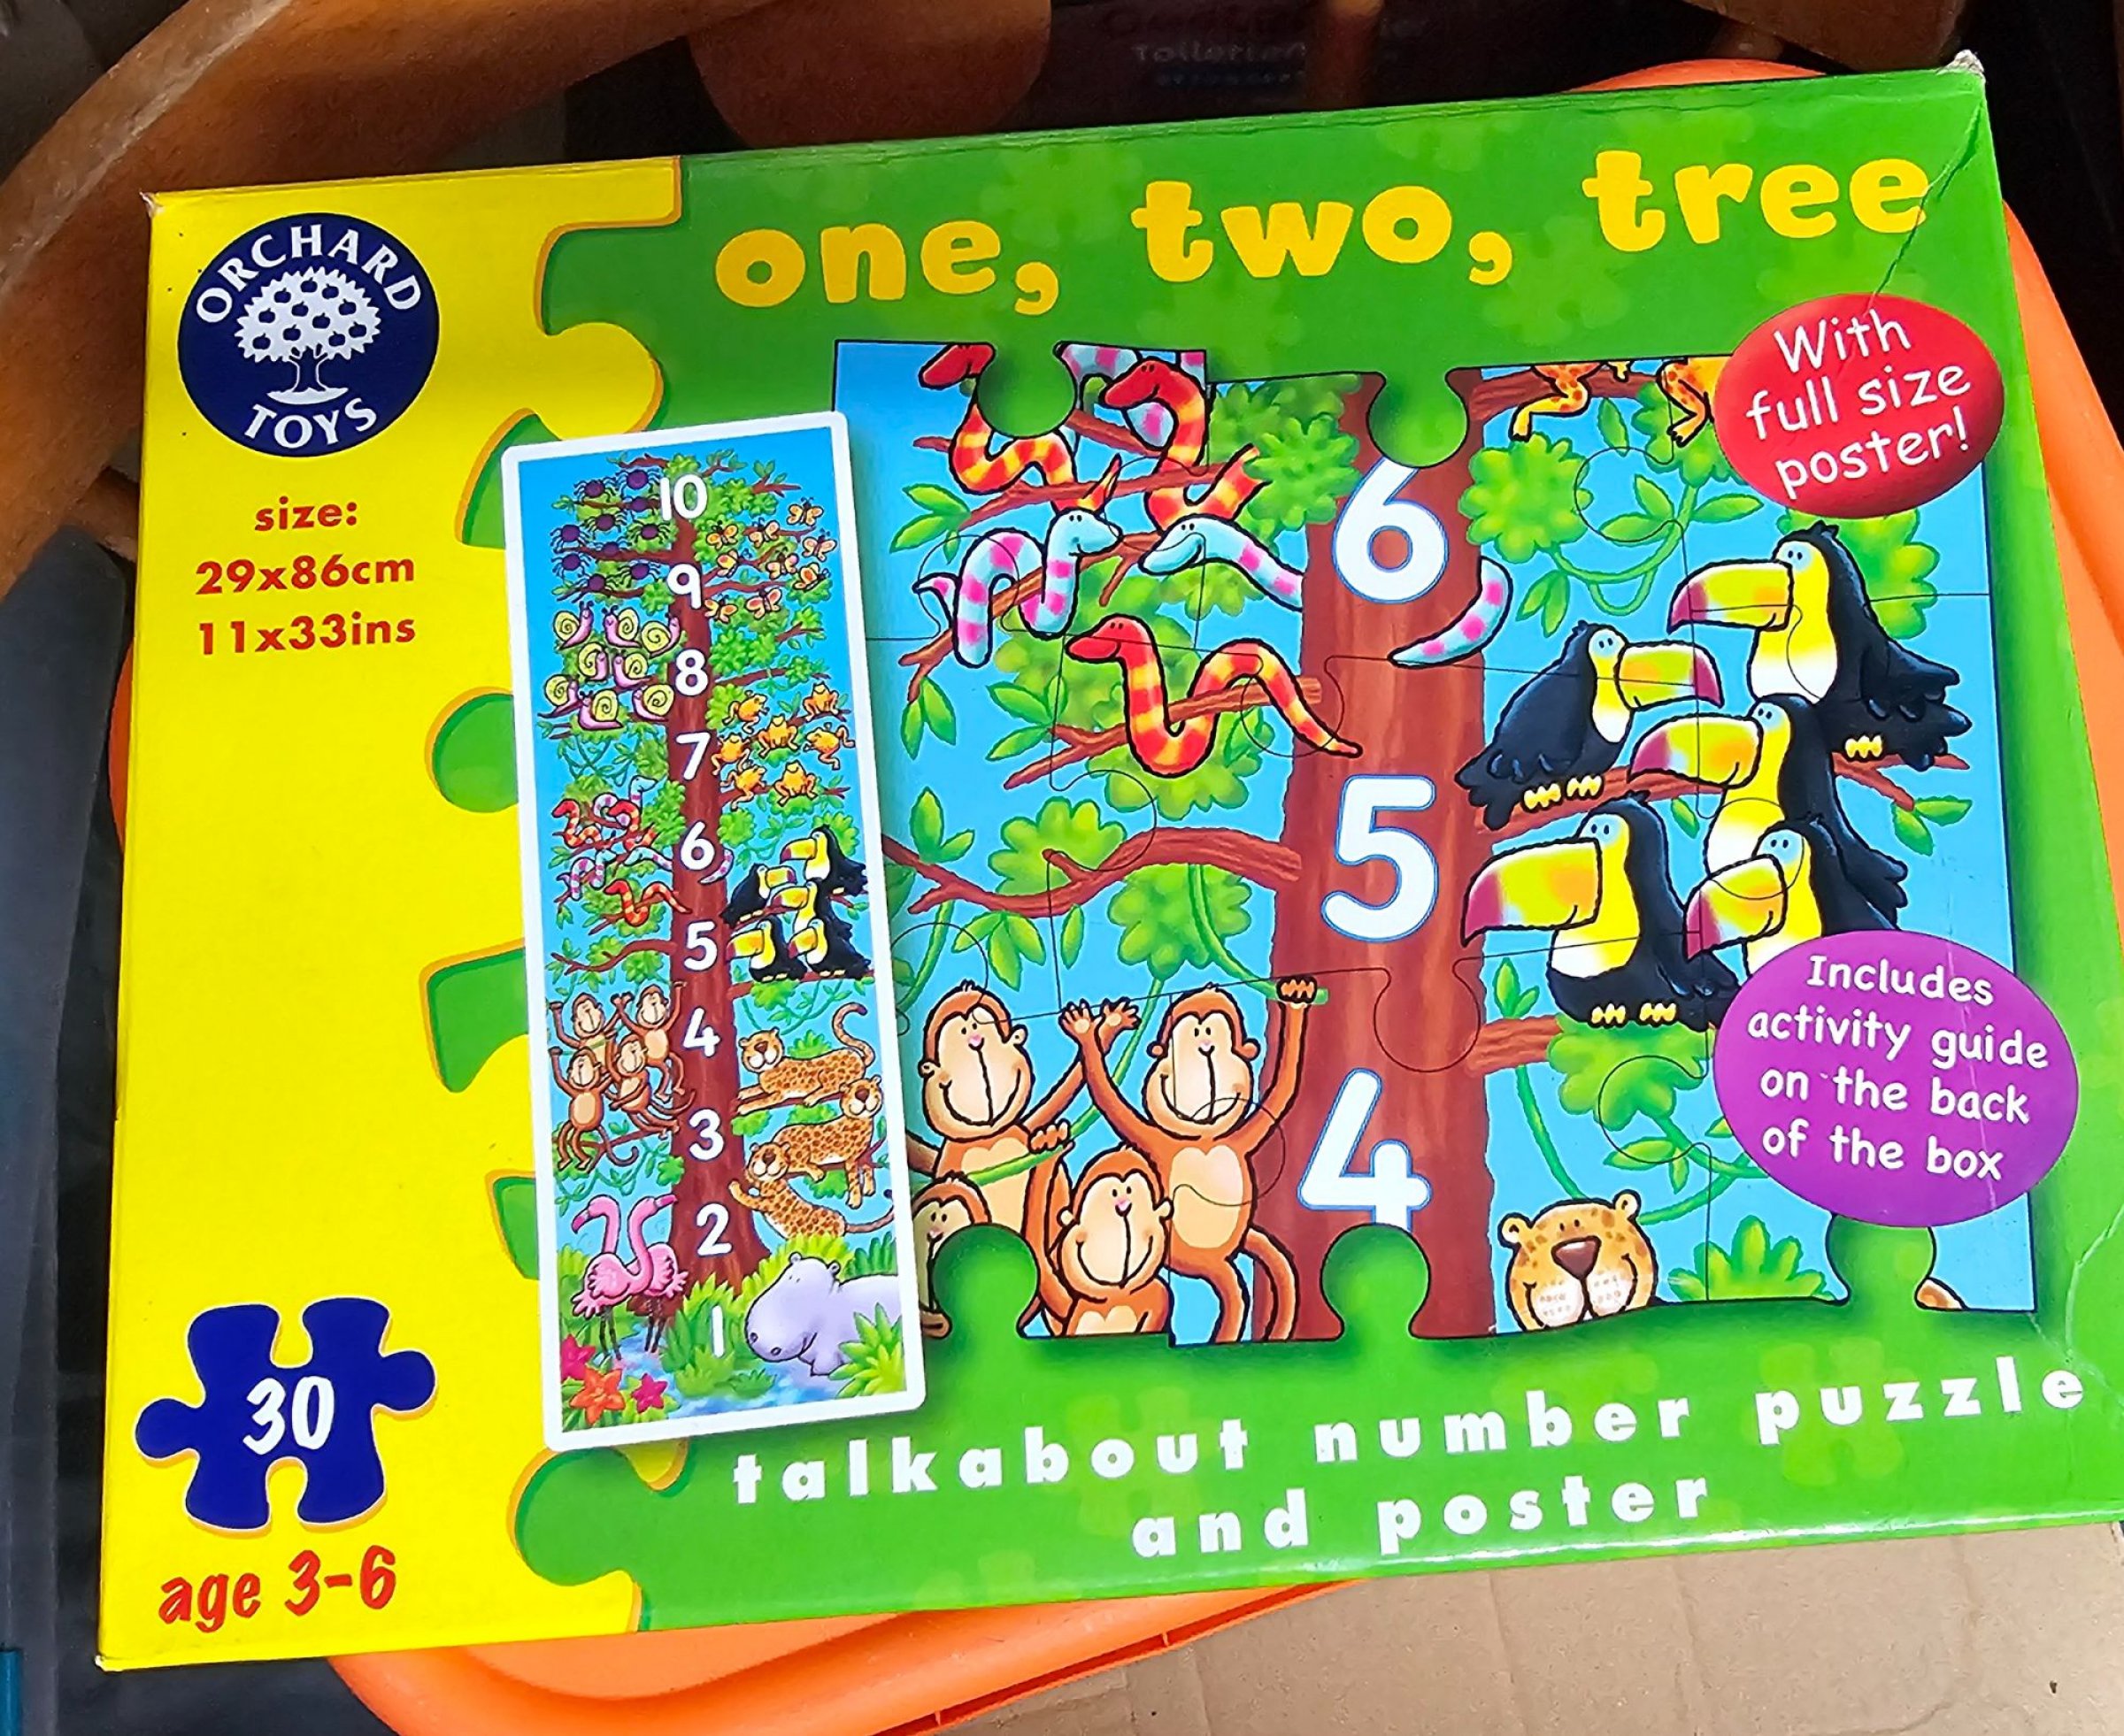 one, two, tree
ORCHARD
TOYS
size:
29x86cm
11x33ins
With
full size
poster!
10
9
8
7
6
5
4
3
2
1
6
5
4
Includes
activity guide
on the back
of the box
30
age 3-6
talkabout number puzzle
and poster